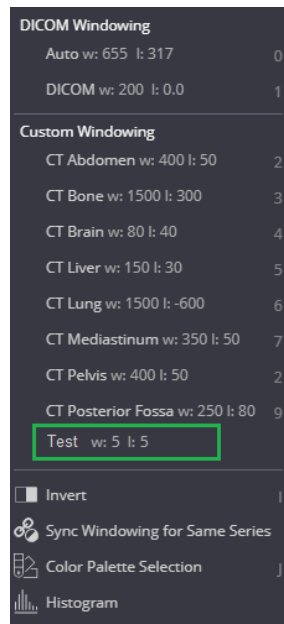 DICOM Windowing
Auto w: 655 l: 317 0
DICOM w: 200 l: 0.0 1
Custom Windowing
CT Abdomen w: 400 l: 50 2
CT Bone w: 1500 l: 300 3
CT Brain w: 80 l: 40 4
CT Liver w: 150 l: 30 5
CT Lung w: 1500 l: -600 6
CT Mediastinum w: 350 l: 50 7
CT Pelvis w: 400 l: 50 2
CT Posterior Fossa w: 250 l: 80 9
Test w: 5 l: 5
Invert I
Sync Windowing for Same Series
Color Palette Selection J
Histogram